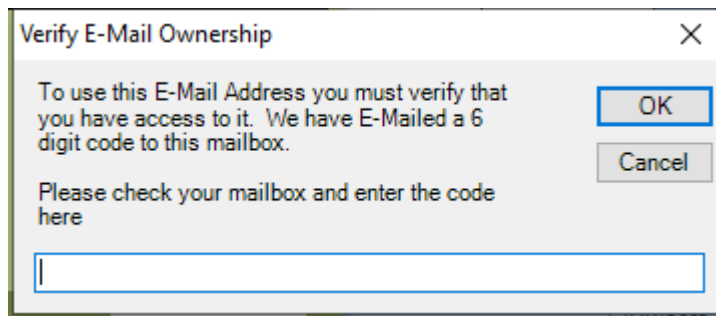 Verify E-Mail Ownership
To use this E-Mail Address you must verify that
you have access to it.  We have E-Mailed a 6
digit code to this mailbox.
Please check your mailbox and enter the code
here
OK
Cancel